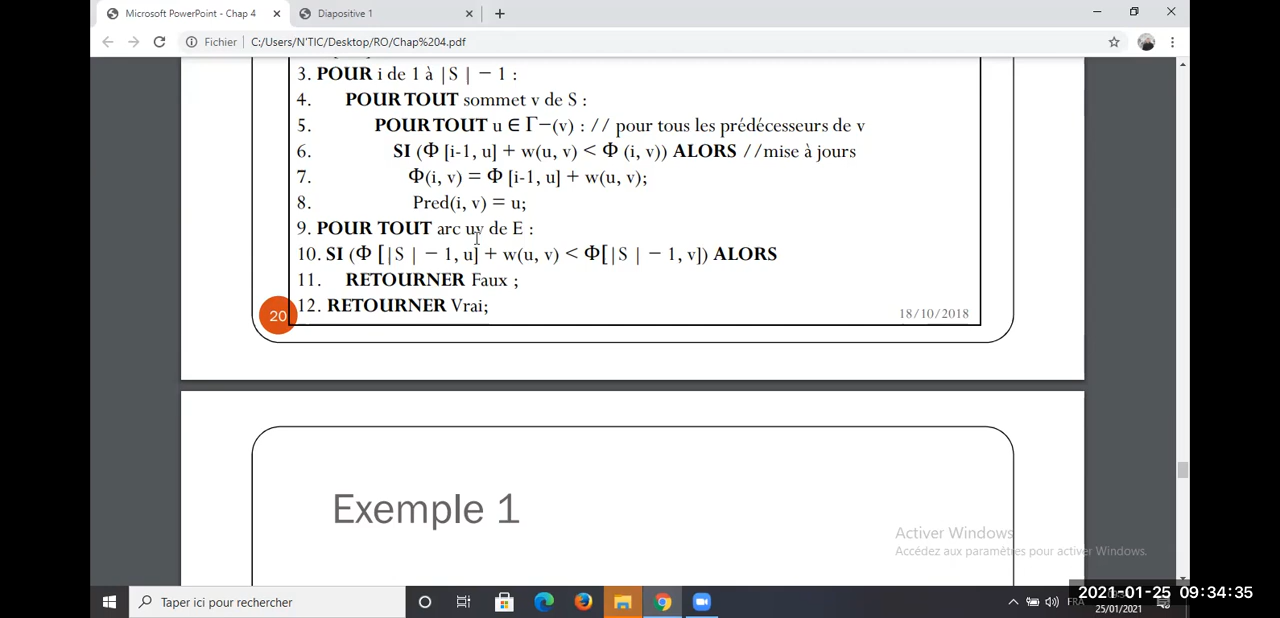 Microsoft PowerPoint - Chap 4
Diapositive 1
Fichier
C:/Users/N'TIC/Desktop/RO/Chap%204.pdf
3. POUR i de 1 à |S | − 1 :
4. POUR TOUT sommet v de S :
5. POUR TOUT u ∈ Γ−(v) : // pour tous les prédécesseurs de v
6. SI (Φ [i-1, u] + w(u, v) < Φ (i, v)) ALORS //mise à jours
7. Φ(i, v) = Φ [i-1, u] + w(u, v);
8. Pred(i, v) = u;
9. POUR TOUT arc uv de E :
10. SI (Φ [|S | − 1, u] + w(u, v) < Φ[|S | − 1, v]) ALORS
11. RETOURNER Faux ;
12. RETOURNER Vrai;
20
18/10/2018
Exemple 1
Activer Windows
Accédez aux paramètres pour activer Windows.
Taper ici pour rechercher
FR
2021-01-25 09:34:35
25/01/2021